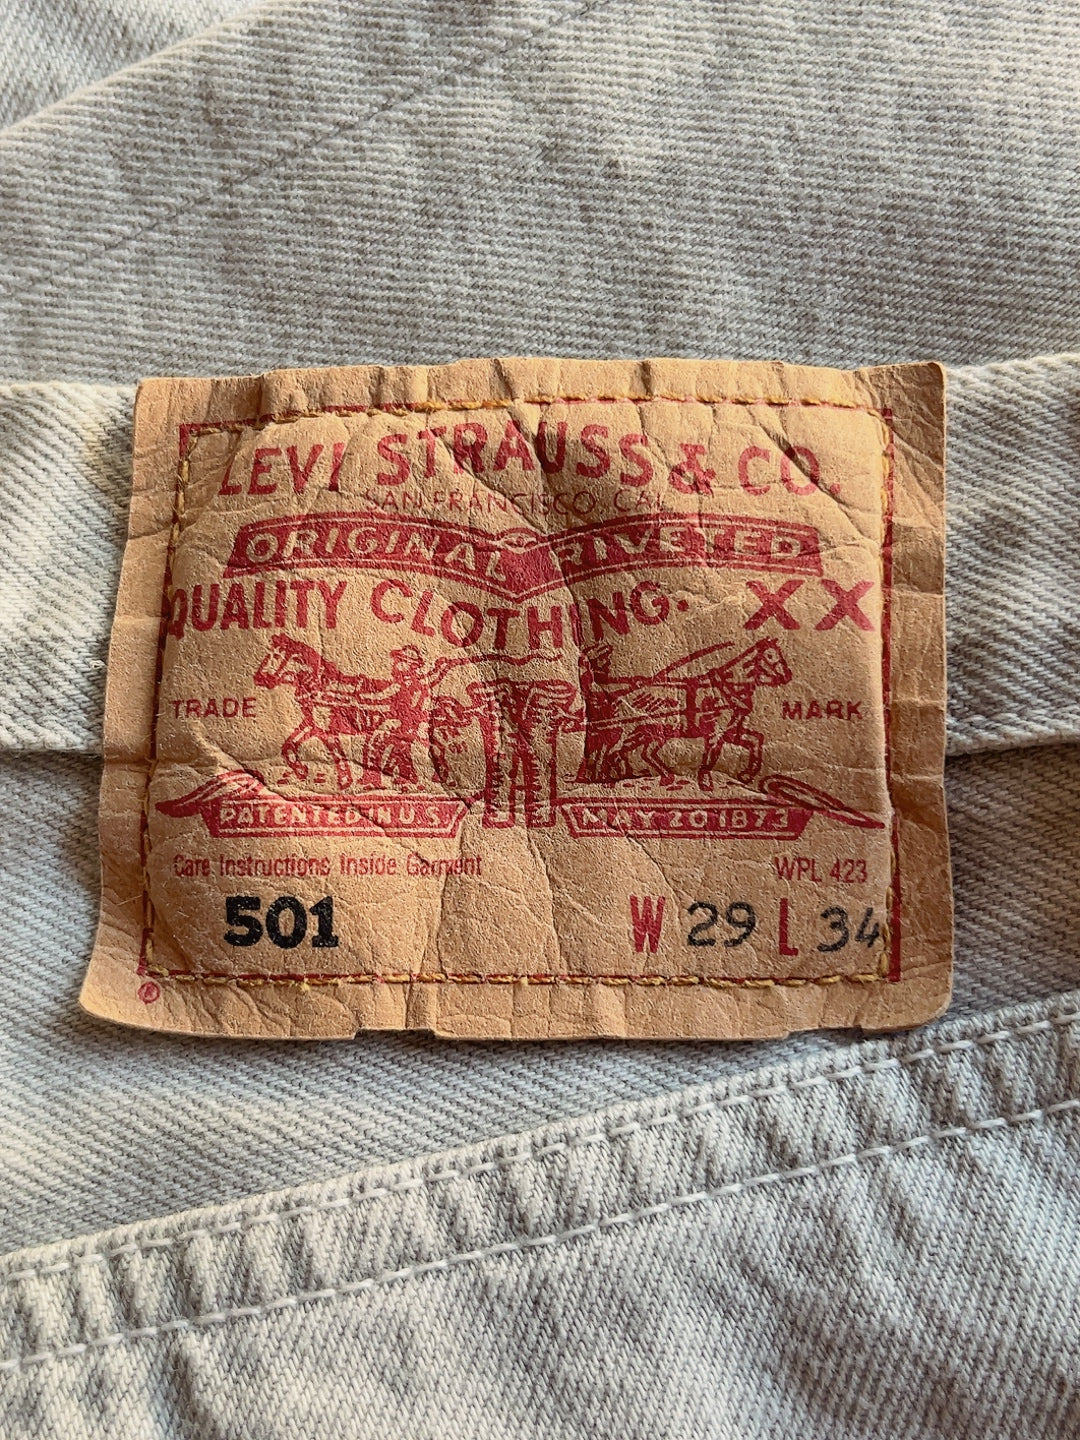 LEVI STRAUSS & CO.
SAN FRANCISCO, CAL
ORIGINAL RIVETED
QUALITY CLOTHING. XX
TRADE MARK
PATENTED IN U.S. MAY 20 1873
Care Instructions Inside Garment WPL 423
501 W 29 L 34
®